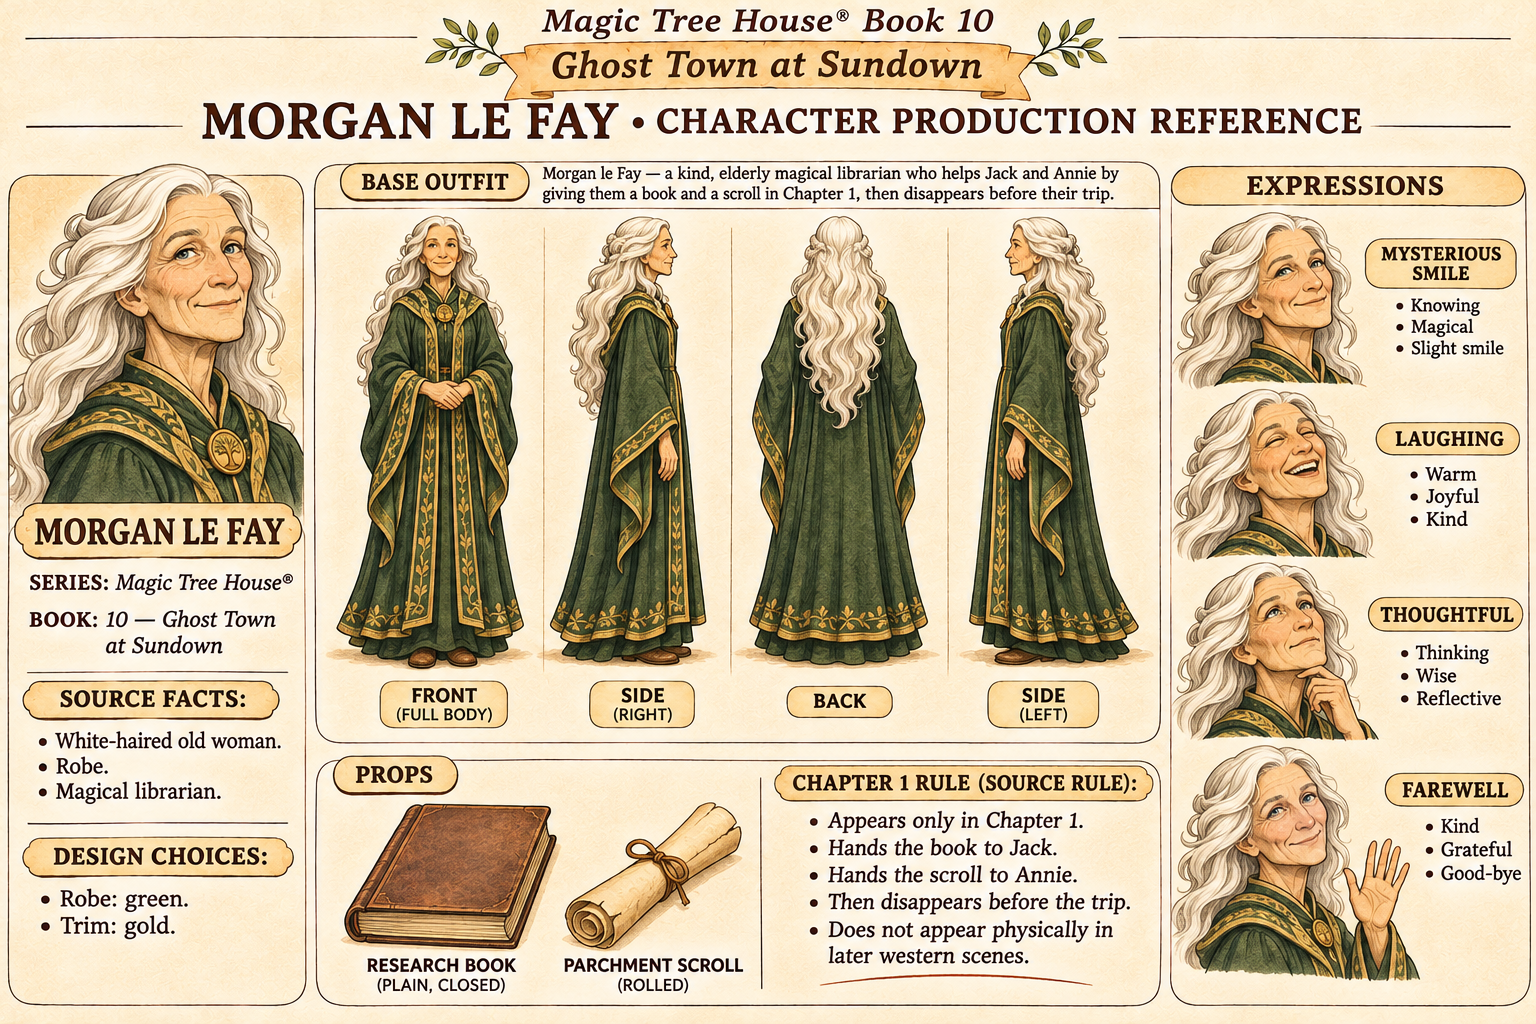 Magic Tree House® Book 10
Ghost Town at Sundown
MORGAN LE FAY • CHARACTER PRODUCTION REFERENCE
MORGAN LE FAY
SERIES: Magic Tree House®
BOOK: 10 — Ghost Town
at Sundown
SOURCE FACTS:
• White-haired old woman.
• Robe.
• Magical librarian.
DESIGN CHOICES:
• Robe: green.
• Trim: gold.
BASE OUTFIT
Morgan le Fay — a kind, elderly magical librarian who helps Jack and Annie by
giving them a book and a scroll in Chapter 1, then disappears before their trip.
FRONT
(FULL BODY)
SIDE
(RIGHT)
BACK
SIDE
(LEFT)
PROPS
RESEARCH BOOK
(PLAIN, CLOSED)
PARCHMENT SCROLL
(ROLLED)
CHAPTER 1 RULE (SOURCE RULE):
• Appears only in Chapter 1.
• Hands the book to Jack.
• Hands the scroll to Annie.
• Then disappears before the trip.
• Does not appear physically in
later western scenes.
EXPRESSIONS
MYSTERIOUS
SMILE
• Knowing
• Magical
• Slight smile
LAUGHING
• Warm
• Joyful
• Kind
THOUGHTFUL
• Thinking
• Wise
• Reflective
FAREWELL
• Kind
• Grateful
• Good-bye